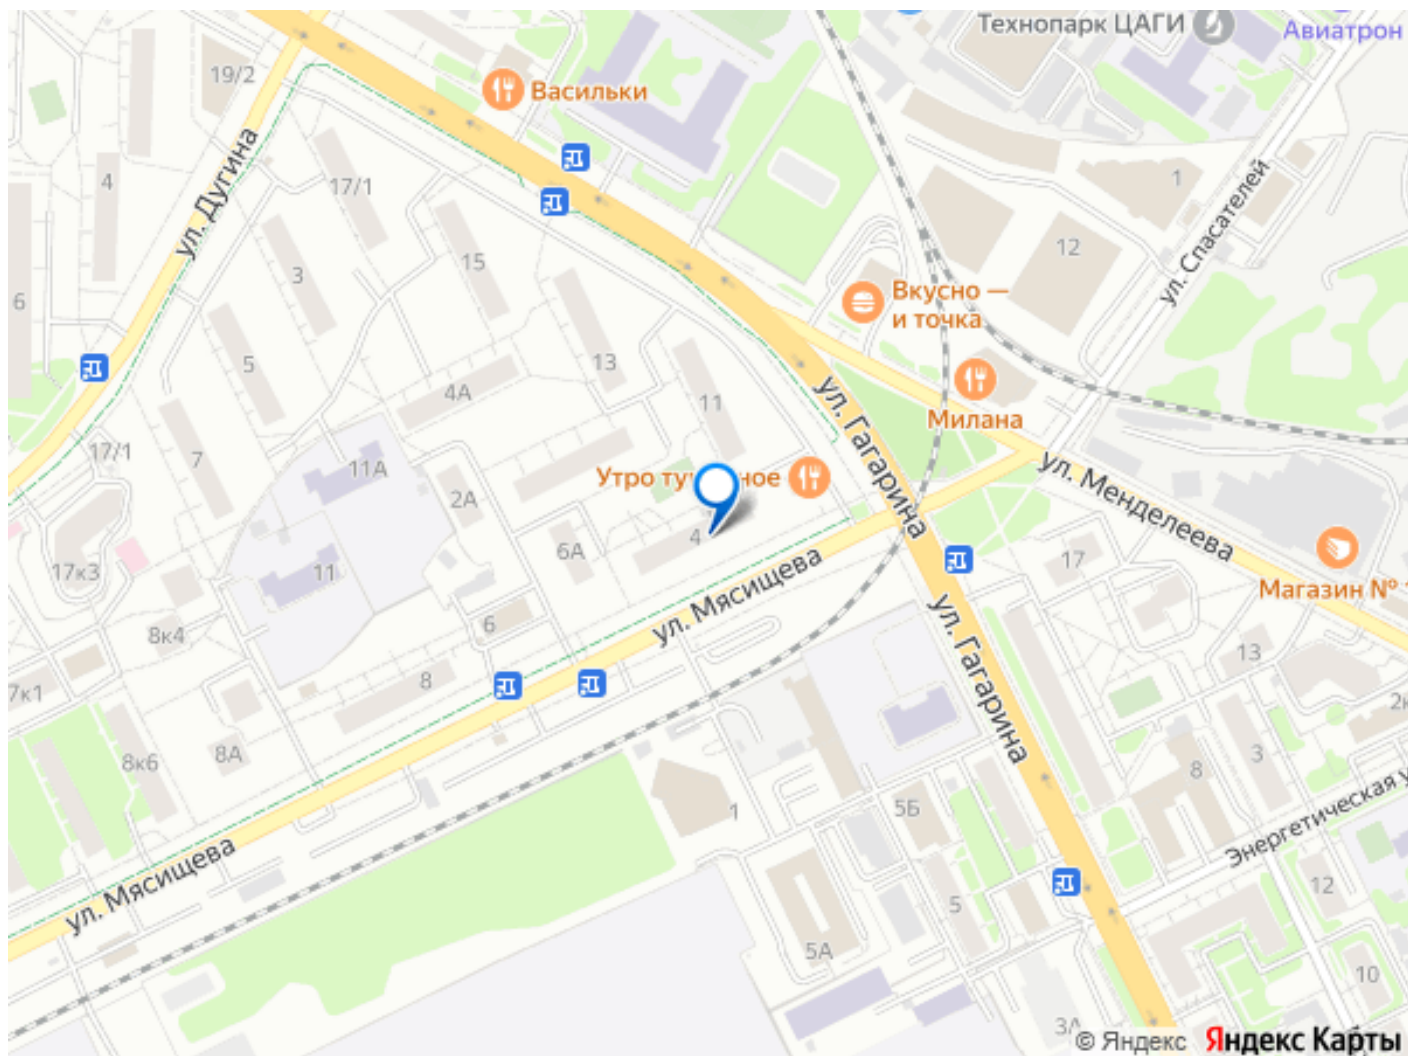 Технопарк ЦАГИ
Авиатрон
19/2
Васильки
ул. Дугина
4
17/1
1
ул. Спасателей
3
15
12
6
Вкусно —
и точка
5
13
4А
Милана
11
ул. Гагарина
17/1
7
11А
2А
Утро ту
ное
ул. Менделеева
4
6А
17
17к3
11
ул. Мясищева
Магазин №
8к4
6
ул. Гагарина
13
7к1
8
8А
8к6
3
8
1
5Б
Энергетическая
ул. Мясищева
5
12
5А
10
3А
© Яндекс
Яндекс Карты